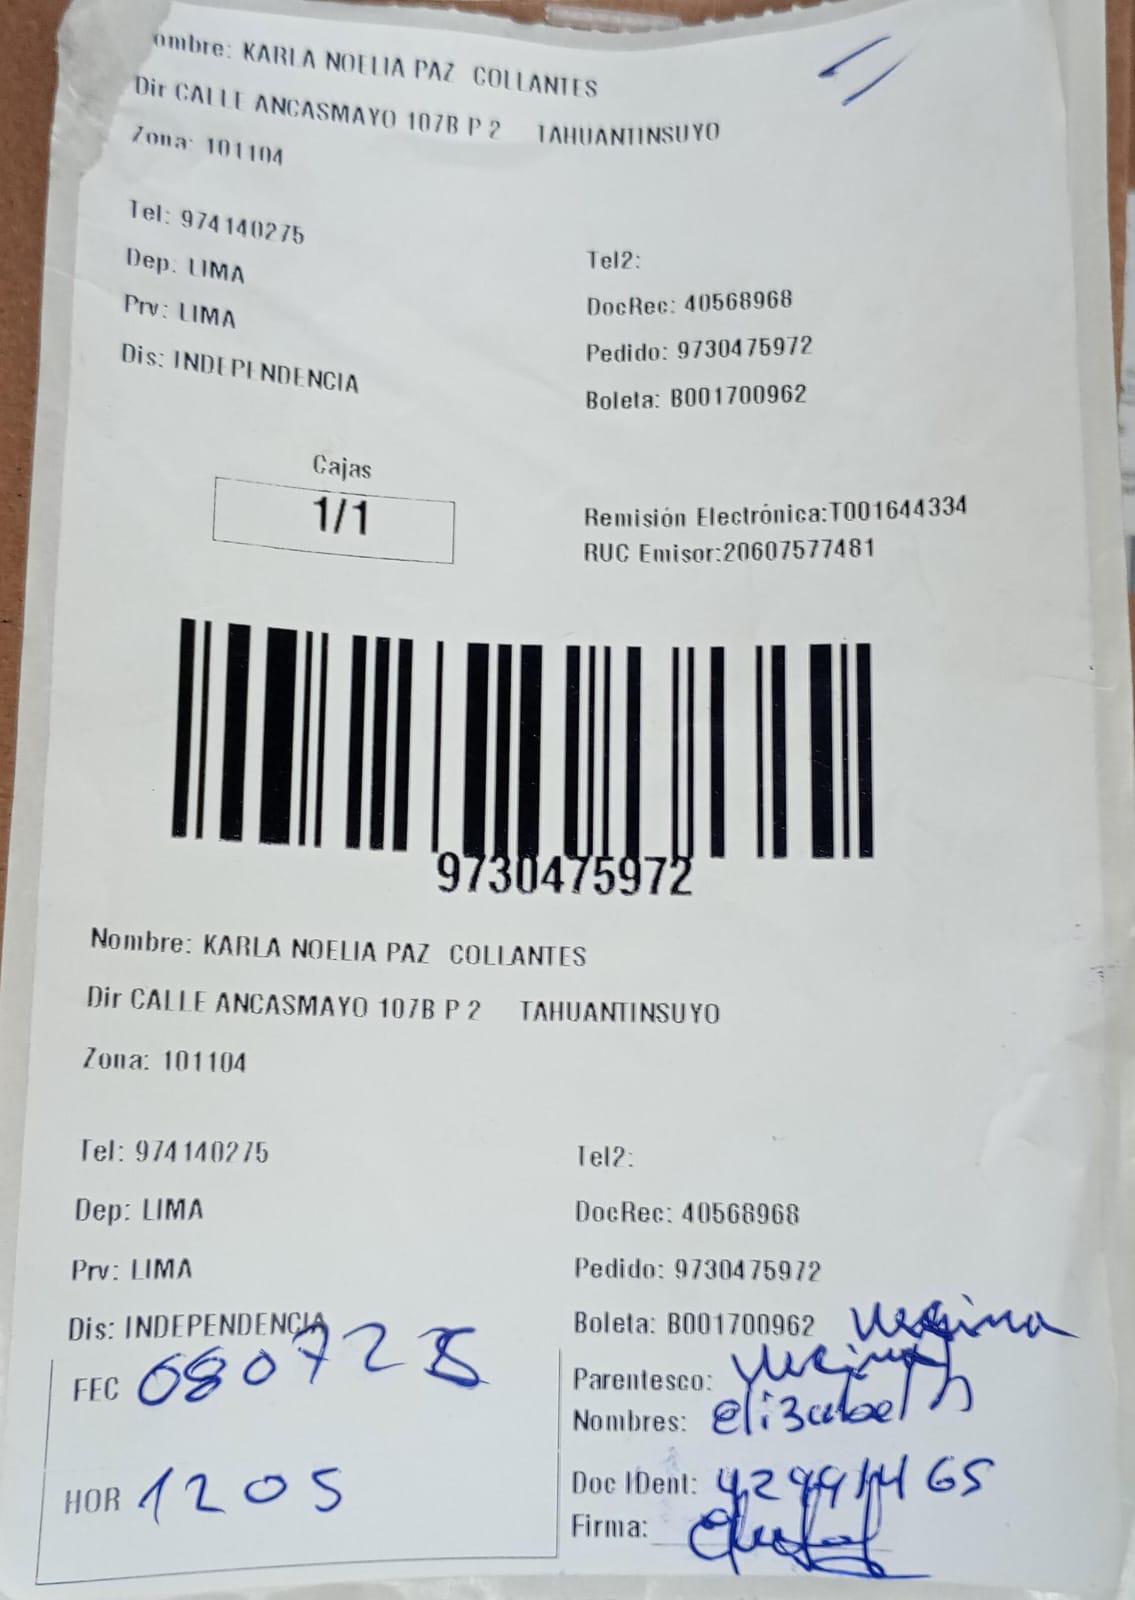 ombre: KARLA NOELIA PAZ COLLANTES
Dir CALLE ANCASMAYO 107B P 2 TAHUANTINSUYO
Zona: 101104
Tel: 974140275
Tel2:
Dep: LIMA
DocRec: 40568968
Prv: LIMA
Pedido: 9730475972
Dis: INDEPENDENCIA
Boleta: B001700962
Cajas
1/1
Remisión Electrónica:T001644334
RUC Emisor:20607577481
9730475972
Nombre: KARLA NOELIA PAZ COLLANTES
Dir CALLE ANCASMAYO 107B P 2 TAHUANTINSUYO
Zona: 101104
Tel: 974140275
Tel2:
Dep: LIMA
DocRec: 40568968
Prv: LIMA
Pedido: 9730475972
Dis: INDEPENDENCIA
Boleta: B001700962
FEC
Parentesco:
Nombres: elizabeth
HOR 1205
Doc IDent:
Firma: